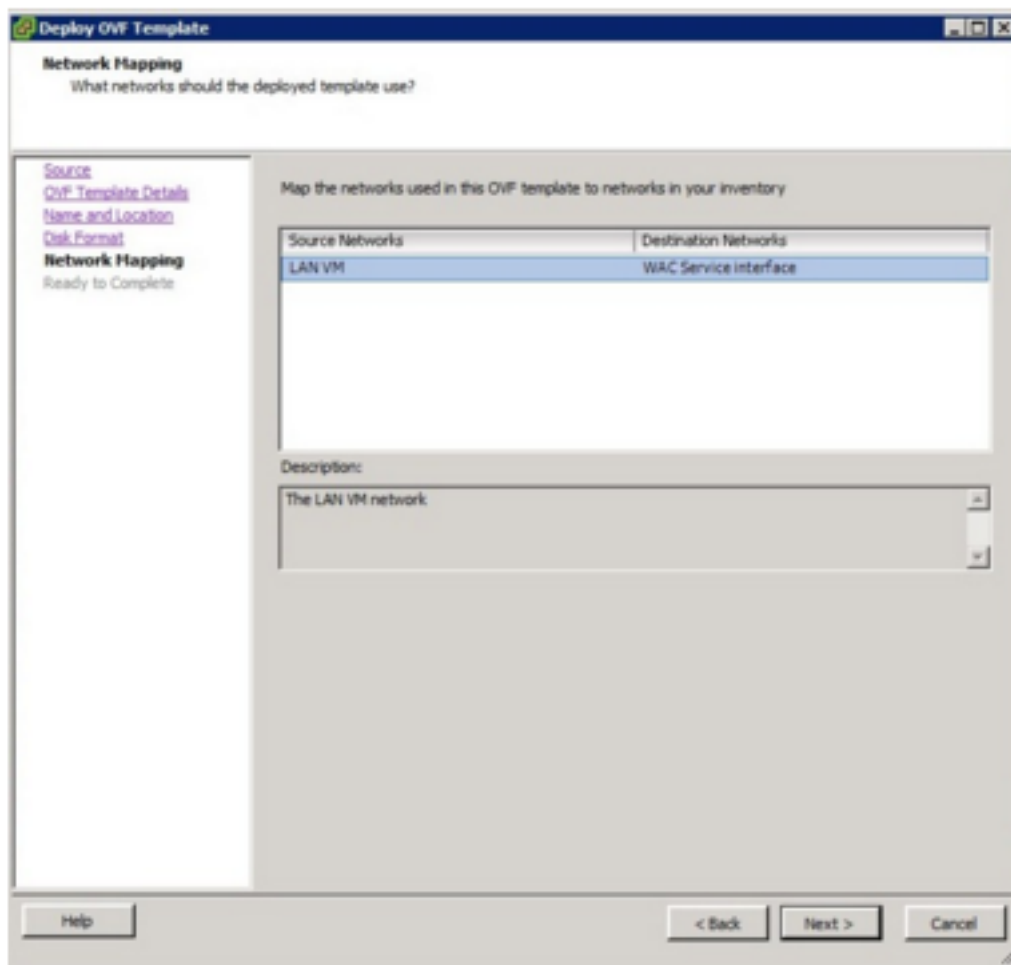 Deploy OVF Template
Network Mapping
What networks should the deployed template use?
Source
OVF Template Details
Name and Location
Disk Format
Network Mapping
Ready to Complete
Map the networks used in this OVF template to networks in your inventory
Source Networks Destination Networks
LAN VM WAC Service interface
Description:
The LAN VM network
Help < Back Next > Cancel